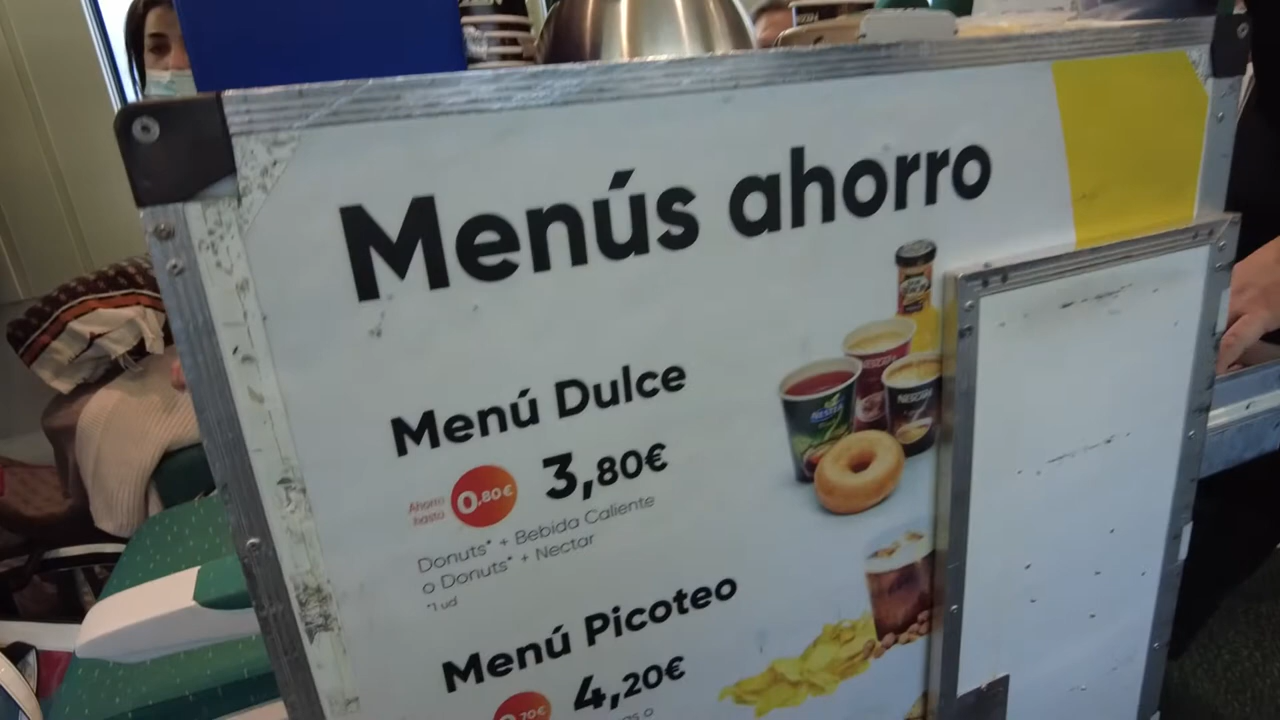 Menús ahorro
Menú Dulce
Ahorro
hasta
0,80€
3,80€
Donuts* + Bebida Caliente
o Donuts* + Nectar
*1 ud
Menú Picoteo
4,20€